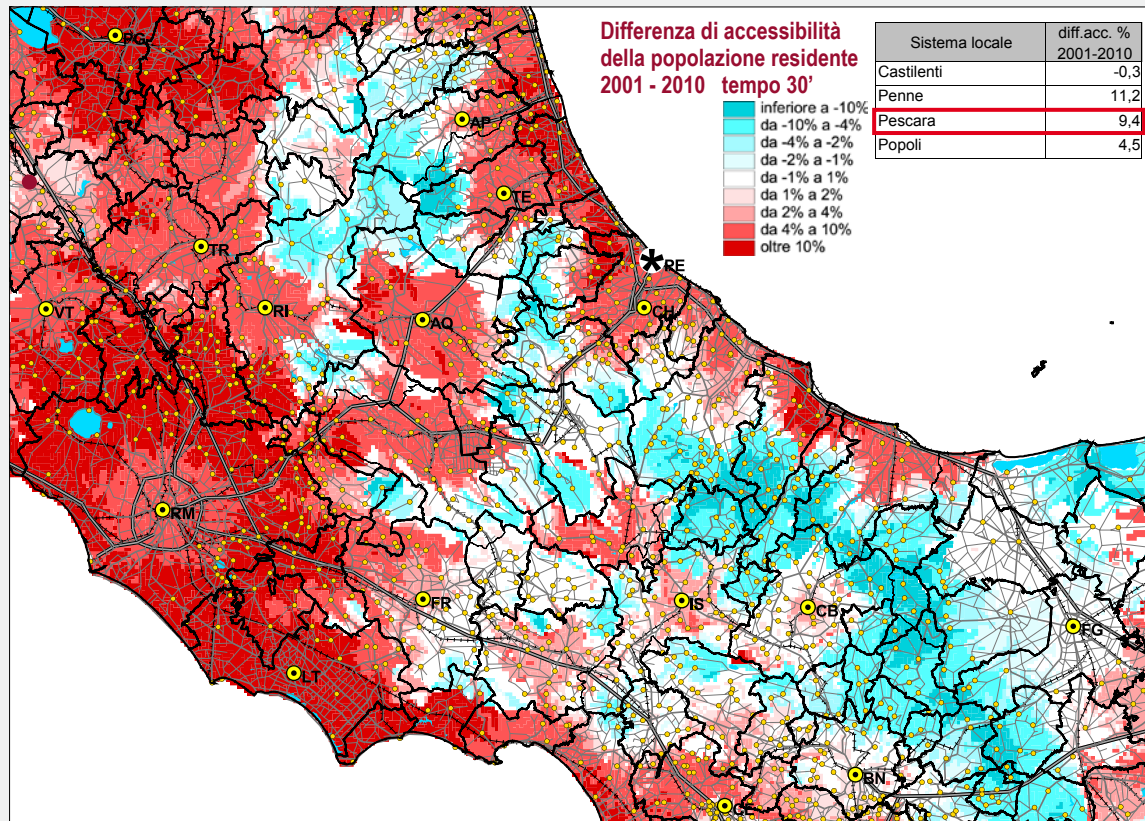 Differenza di accessibilità
della popolazione residente
2001 - 2010 tempo 30'
inferiore a -10%
da -10% a -4%
da -4% a -2%
da -2% a -1%
da -1% a 1%
da 1% a 2%
da 2% a 4%
da 4% a 10%
oltre 10%
Sistema locale diff.acc. %
2001-2010
Castilenti -0,3
Penne 11,2
Pescara 9,4
Popoli 4,5
PG
AP
TE
TR
PE
VT
RI
AQ
CH
RM
FR
IS
CB
FG
LT
BN
CE